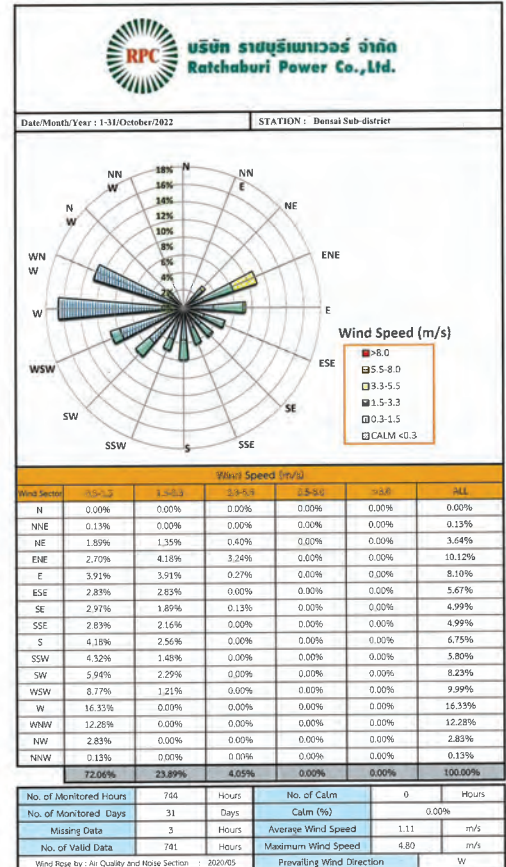 RPC
บริษัท ราชบุรีเพาเวอร์ จำกัด
Ratchaburi Power Co.,Ltd.
Date/Month/Year : 1-31/October/2022
STATION : Donsai Sub-district
18%
16%
14%
12%
10%
8%
6%
4%
2%
N
NN
E
NE
ENE
E
ESE
SE
SSE
S
SSW
SW
WSW
W
WN
W
N
W
NN
W
Wind Speed (m/s)
>8.0
5.5-8.0
3.3-5.5
1.5-3.3
0.3-1.5
CALM <0.3
Wind Speed (m/s)
Wind Sector ALL
N 0.00% 0.00% 0.00% 0.00% 0.00% 0.00%
NNE 0.13% 0.00% 0.00% 0.00% 0.00% 0.13%
NE 1.89% 1.35% 0.40% 0.00% 0.00% 3.64%
ENE 2.70% 4.18% 3.24% 0.00% 0.00% 10.12%
E 3.91% 3.91% 0.27% 0.00% 0.00% 8.10%
ESE 2.83% 2.83% 0.00% 0.00% 0.00% 5.67%
SE 2.97% 1.89% 0.13% 0.00% 0.00% 4.99%
SSE 2.83% 2.16% 0.00% 0.00% 0.00% 4.99%
S 4.18% 2.56% 0.00% 0.00% 0.00% 6.75%
SSW 4.32% 1.48% 0.00% 0.00% 0.00% 5.80%
SW 5.94% 2.29% 0.00% 0.00% 0.00% 8.23%
WSW 8.77% 1.21% 0.00% 0.00% 0.00% 9.99%
W 16.33% 0.00% 0.00% 0.00% 0.00% 16.33%
WNW 12.28% 0.00% 0.00% 0.00% 0.00% 12.28%
NW 2.83% 0.00% 0.00% 0.00% 0.00% 2.83%
NNW 0.13% 0.00% 0.00% 0.00% 0.00% 0.13%
72.06% 23.89% 4.05% 0.00% 0.00% 100.00%
No. of Monitored Hours 744 Hours No. of Calm 0 Hours
No. of Monitored Days 31 Days Calm (%) 0.00%
Missing Data 3 Hours Average Wind Speed 1.11 m/s
No. of Valid Data 741 Hours Maximum Wind Speed 4.80 m/s
Wind Rose by : Air Quality and Noise Section : 2020/05 Prevailing Wind Direction W